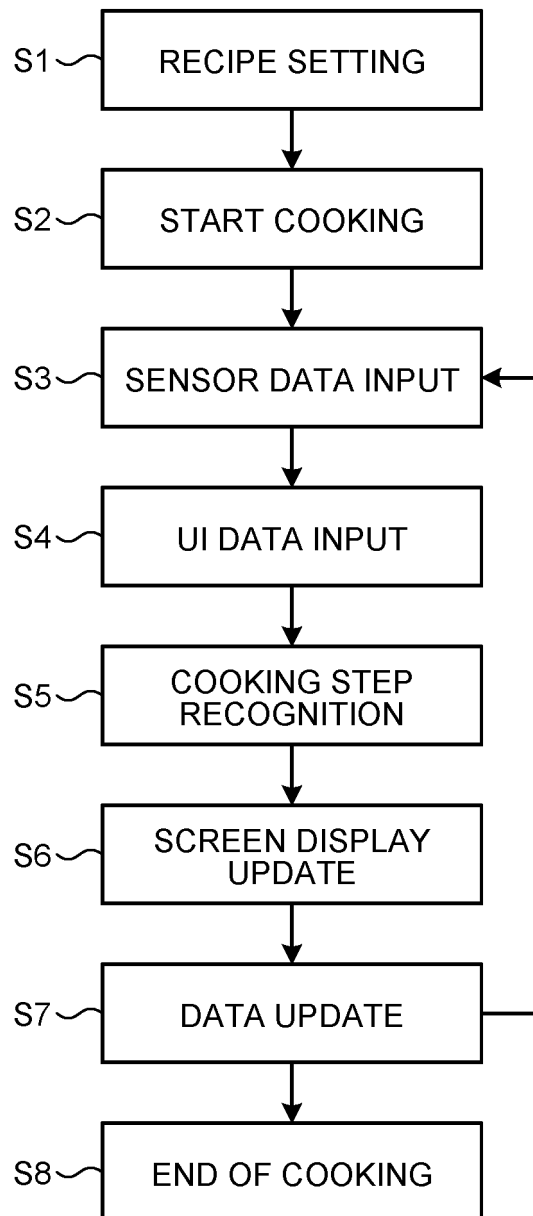 S1 RECIPE SETTING
S2 START COOKING
S3 SENSOR DATA INPUT
S4 UI DATA INPUT
S5 COOKING STEP
RECOGNITION
S6 SCREEN DISPLAY
UPDATE
S7 DATA UPDATE
S8 END OF COOKING